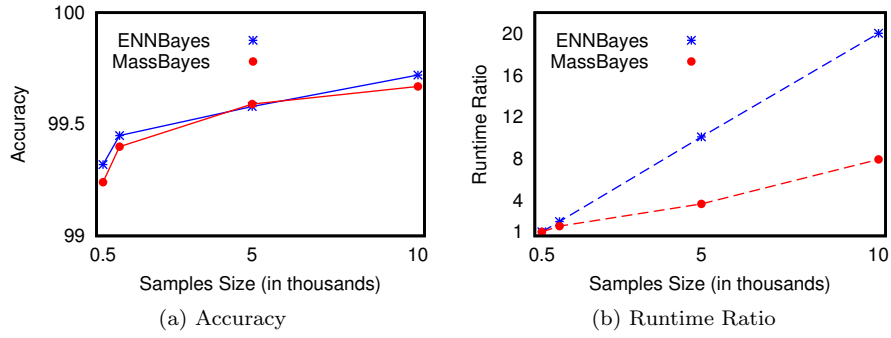 100
99.5
99
Accuracy
ENNBayes
MassBayes
0.5
5
10
Samples Size (in thousands)
(a) Accuracy
20
16
12
8
4
1
Runtime Ratio
ENNBayes
MassBayes
0.5
5
10
Samples Size (in thousands)
(b) Runtime Ratio